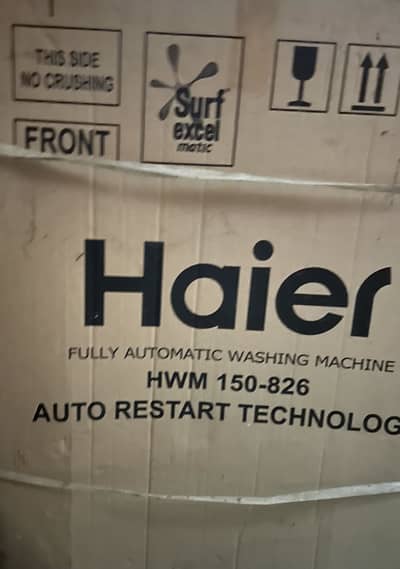 THIS SIDE
NO CRUSHING
Surf
excel
matic
FRONT
Haier
FULLY AUTOMATIC WASHING MACHINE
HWM 150-826
AUTO RESTART TECHNOLOG